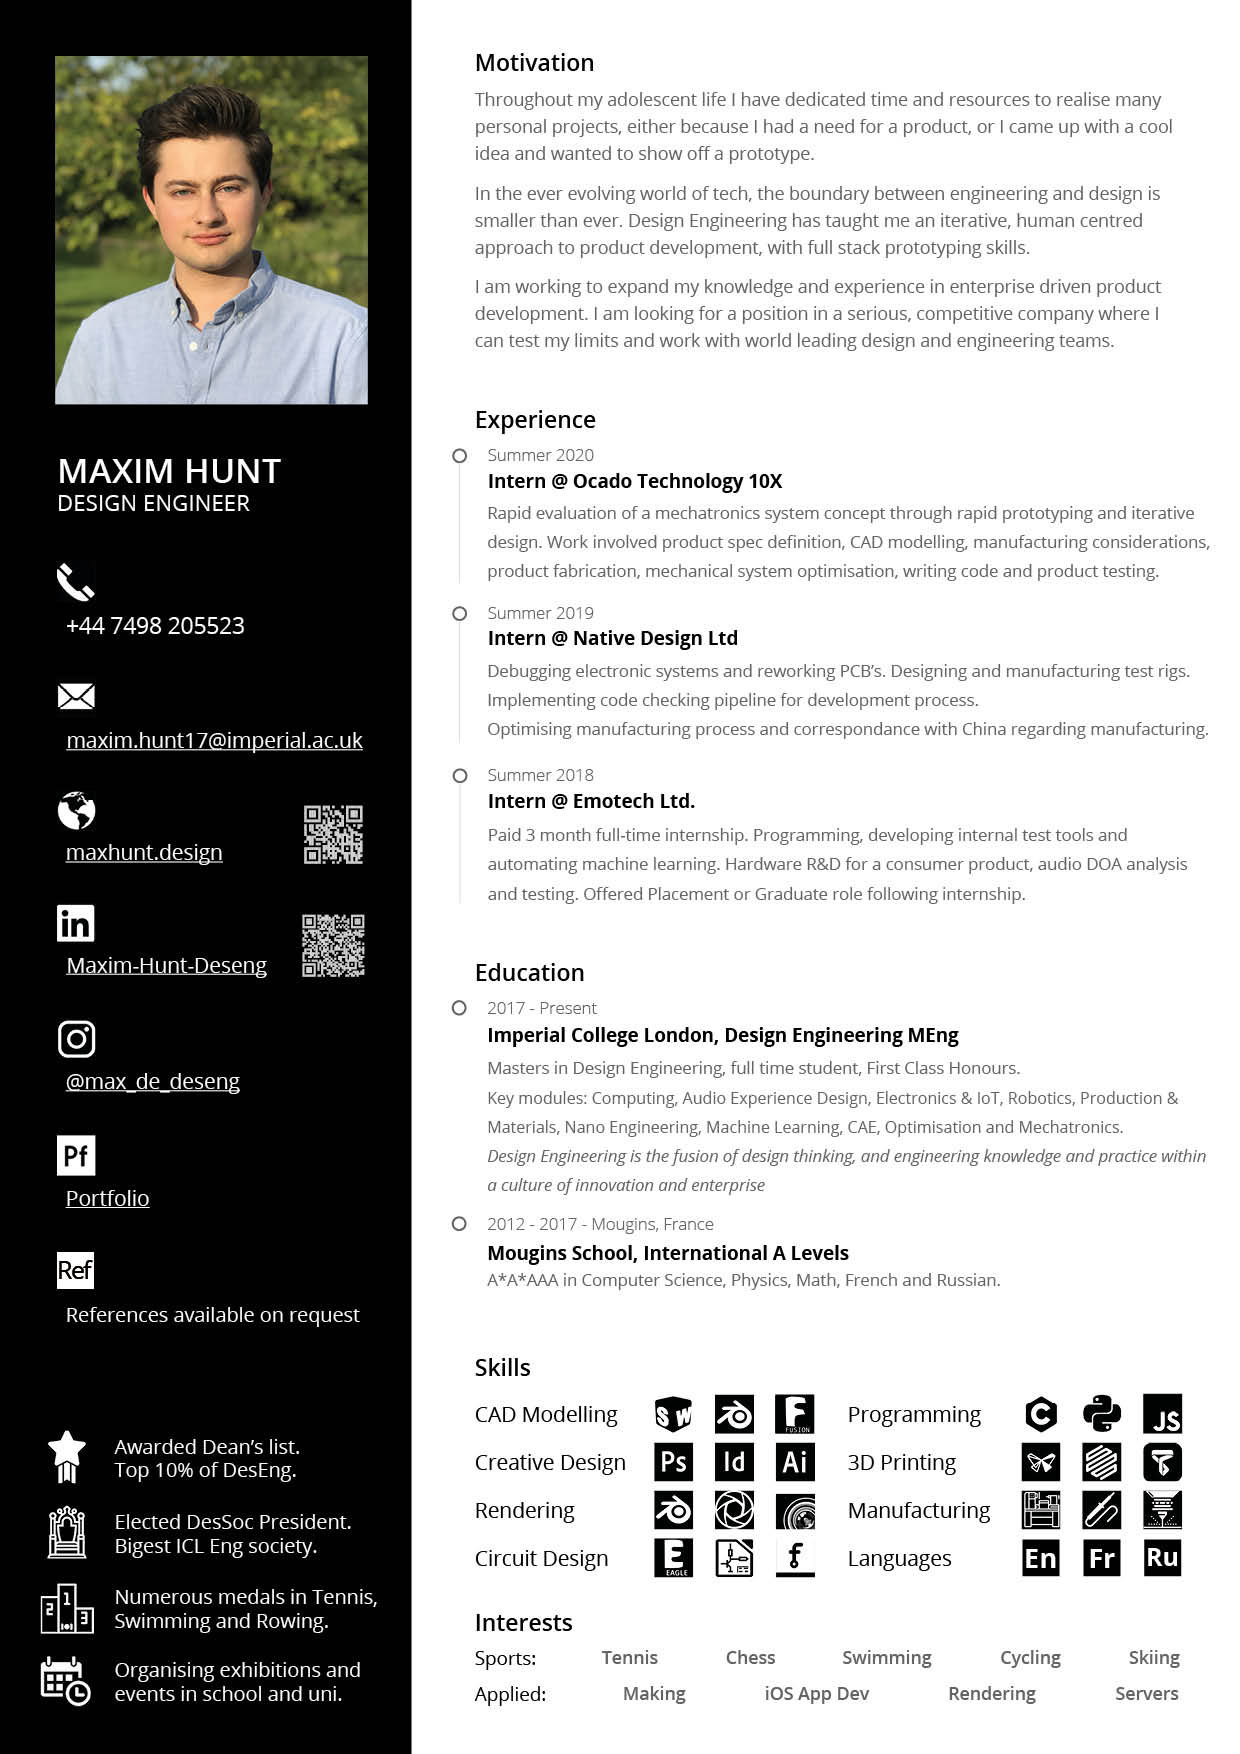 MAXIM HUNT
DESIGN ENGINEER
+44 7498 205523
maxim.hunt17@imperial.ac.uk
maxhunt.design
in
Maxim-Hunt-Deseng
@max_de_deseng
Pf
Portfolio
Ref
References available on request
Awarded Dean's list.
Top 10% of DesEng.
Elected DesSoc President.
Bigest ICL Eng society.
2 1 3
Numerous medals in Tennis,
Swimming and Rowing.
Organising exhibitions and
events in school and uni.
Motivation
Throughout my adolescent life I have dedicated time and resources to realise many
personal projects, either because I had a need for a product, or I came up with a cool
idea and wanted to show off a prototype.
In the ever evolving world of tech, the boundary between engineering and design is
smaller than ever. Design Engineering has taught me an iterative, human centred
approach to product development, with full stack prototyping skills.
I am working to expand my knowledge and experience in enterprise driven product
development. I am looking for a position in a serious, competitive company where I
can test my limits and work with world leading design and engineering teams.
Experience
Summer 2020
Intern @ Ocado Technology 10X
Rapid evaluation of a mechatronics system concept through rapid prototyping and iterative
design. Work involved product spec definition, CAD modelling, manufacturing considerations,
product fabrication, mechanical system optimisation, writing code and product testing.
Summer 2019
Intern @ Native Design Ltd
Debugging electronic systems and reworking PCB's. Designing and manufacturing test rigs.
Implementing code checking pipeline for development process.
Optimising manufacturing process and correspondance with China regarding manufacturing.
Summer 2018
Intern @ Emotech Ltd.
Paid 3 month full-time internship. Programming, developing internal test tools and
automating machine learning. Hardware R&D for a consumer product, audio DOA analysis
and testing. Offered Placement or Graduate role following internship.
Education
2017 - Present
Imperial College London, Design Engineering MEng
Masters in Design Engineering, full time student, First Class Honours.
Key modules: Computing, Audio Experience Design, Electronics & IoT, Robotics, Production &
Materials, Nano Engineering, Machine Learning, CAE, Optimisation and Mechatronics.
Design Engineering is the fusion of design thinking, and engineering knowledge and practice within
a culture of innovation and enterprise
2012 - 2017 - Mougins, France
Mougins School, International A Levels
A*A*AAA in Computer Science, Physics, Math, French and Russian.
Skills
CAD Modelling SW F FUSION Programming C JS
Creative Design Ps Id Ai 3D Printing
Rendering Manufacturing
Circuit Design E EAGLE f Languages En Fr Ru
Interests
Sports: Tennis Chess Swimming Cycling Skiing
Applied: Making iOS App Dev Rendering Servers